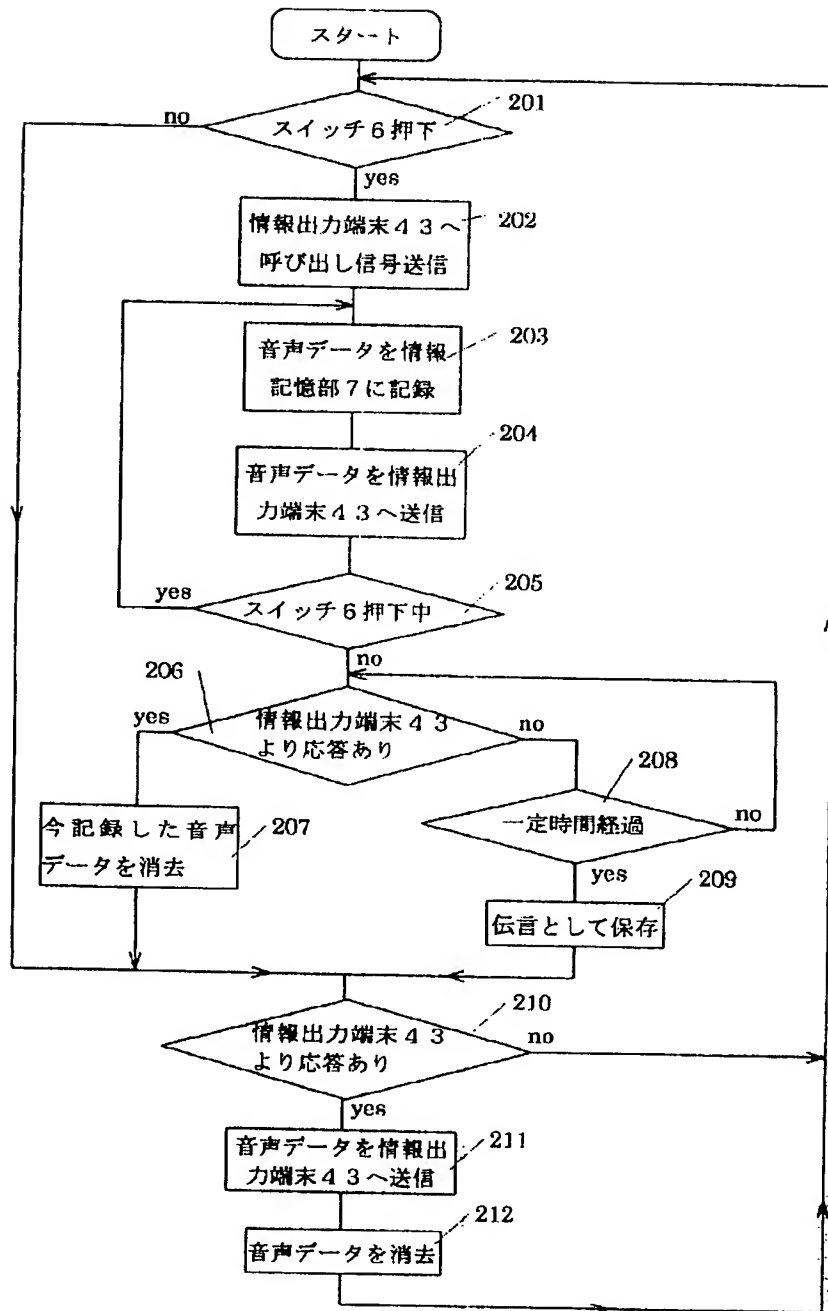 スタート
201
no
スイッチ6押下
yes
情報出力端末43へ
呼び出し信号送信
202
203
音声データを情報
記憶部7に記録
204
音声データを情報出
力端末43へ送信
205
yes
スイッチ6押下中
no
206
yes
情報出力端末43
より応答あり
no
208
今記録した音声
データを消去
207
一定時間経過
no
yes
209
伝言として保存
210
情報出力端末43
より応答あり
no
yes
音声データを情報出
力端末43へ送信
211
212
音声データを消去